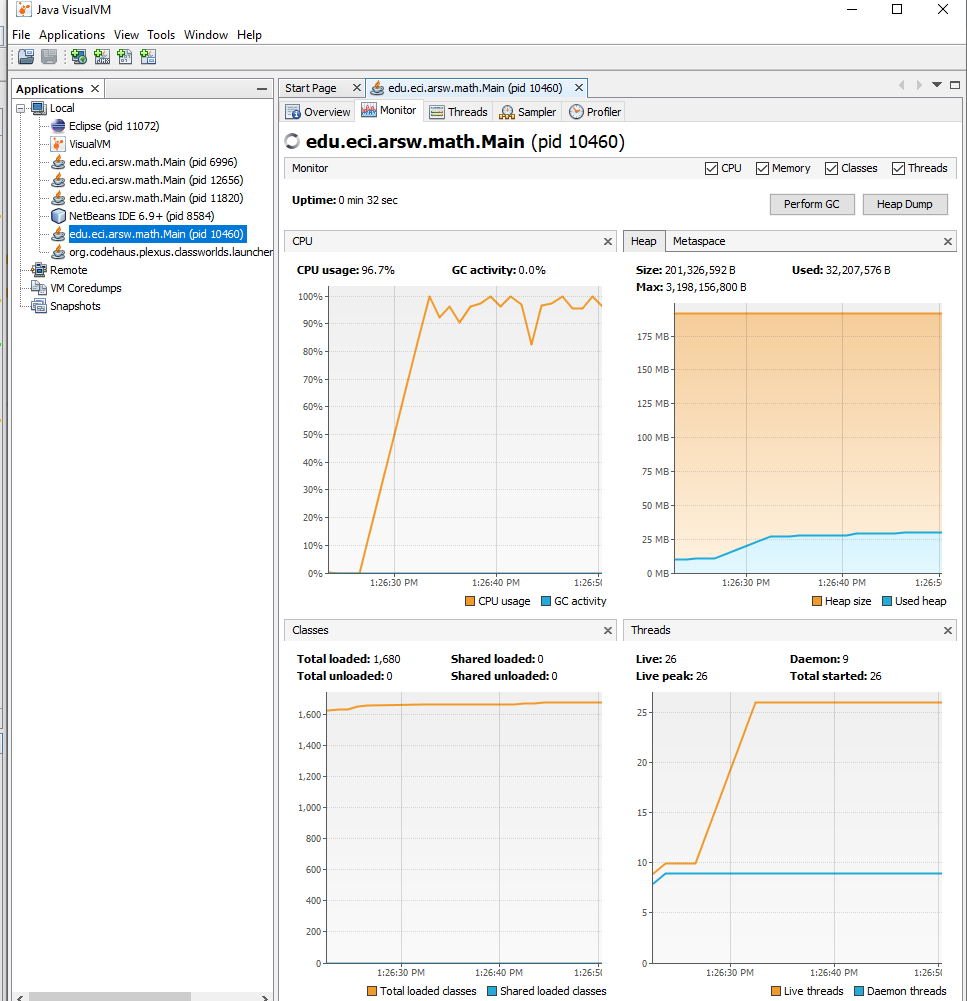 Java VisualVM
File Applications View Tools Window Help
Applications
Local
Eclipse (pid 11072)
VisualVM
edu.eci.arsw.math.Main (pid 6996)
edu.eci.arsw.math.Main (pid 12656)
edu.eci.arsw.math.Main (pid 11820)
NetBeans IDE 6.9+ (pid 8584)
edu.eci.arsw.math.Main (pid 10460)
org.codehaus.plexus.classworlds.launcher
Remote
VM Coredumps
Snapshots
Start Page edu.eci.arsw.math.Main (pid 10460)
Overview Monitor Threads Sampler Profiler
edu.eci.arsw.math.Main (pid 10460)
Monitor CPU Memory Classes Threads
Uptime: 0 min 32 sec
Perform GC Heap Dump
CPU
CPU usage: 96.7% GC activity: 0.0%
100%
90%
80%
70%
60%
50%
40%
30%
20%
10%
0%
1:26:30 PM 1:26:40 PM 1:26:50
CPU usage GC activity
Heap Metaspace
Size: 201,326,592 B Used: 32,207,576 B
Max: 3,198,156,800 B
175 MB
150 MB
125 MB
100 MB
75 MB
50 MB
25 MB
0 MB
1:26:30 PM 1:26:40 PM 1:26:5
Heap size Used heap
Classes
Total loaded: 1,680 Shared loaded: 0
Total unloaded: 0 Shared unloaded: 0
1,600
1,400
1,200
1,000
800
600
400
200
0
1:26:30 PM 1:26:40 PM 1:26:50
Total loaded classes Shared loaded classes
Threads
Live: 26 Daemon: 9
Live peak: 26 Total started: 26
25
20
15
10
5
0
1:26:30 PM 1:26:40 PM 1:26:50
Live threads Daemon threads